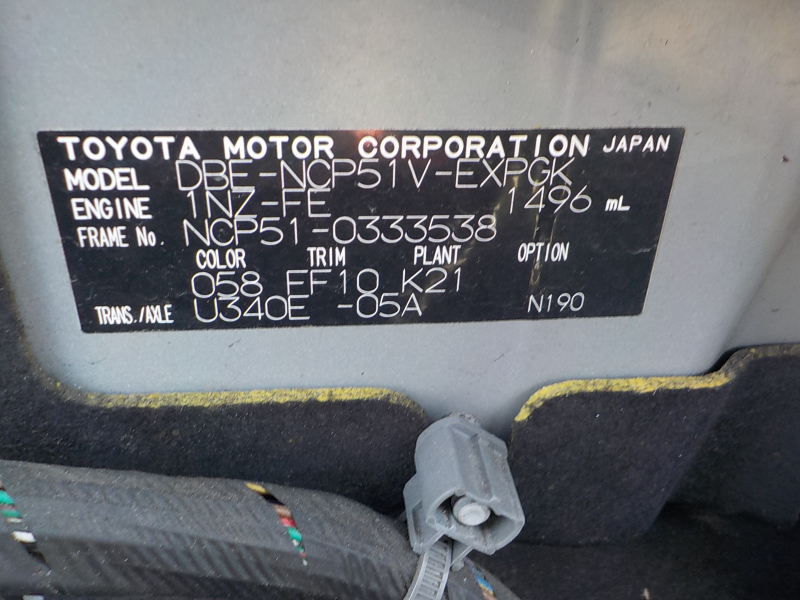 TOYOTA MOTOR CORPORATION JAPAN
MODEL DBE-NCP51V-EXPGK
ENGINE 1NZ-FE 1496 mL
FRAME No. NCP51-0333538
COLOR TRIM PLANT OPTION
058 EF10 K21
TRANS./AXLE U340E -05A N190